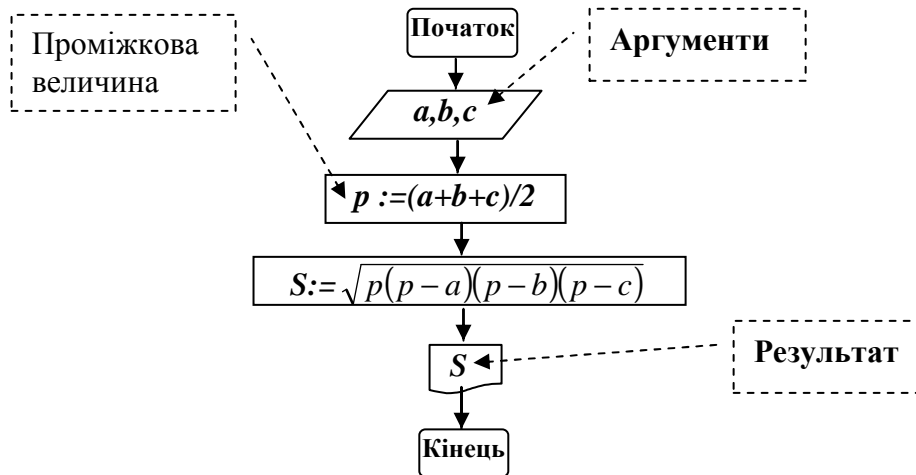 Початок
Проміжкова
величина
Аргументи
a,b,c
p :=(a+b+c)/2
S:= √p(p − a)(p − b)(p − c)
S
Результат
Кінець